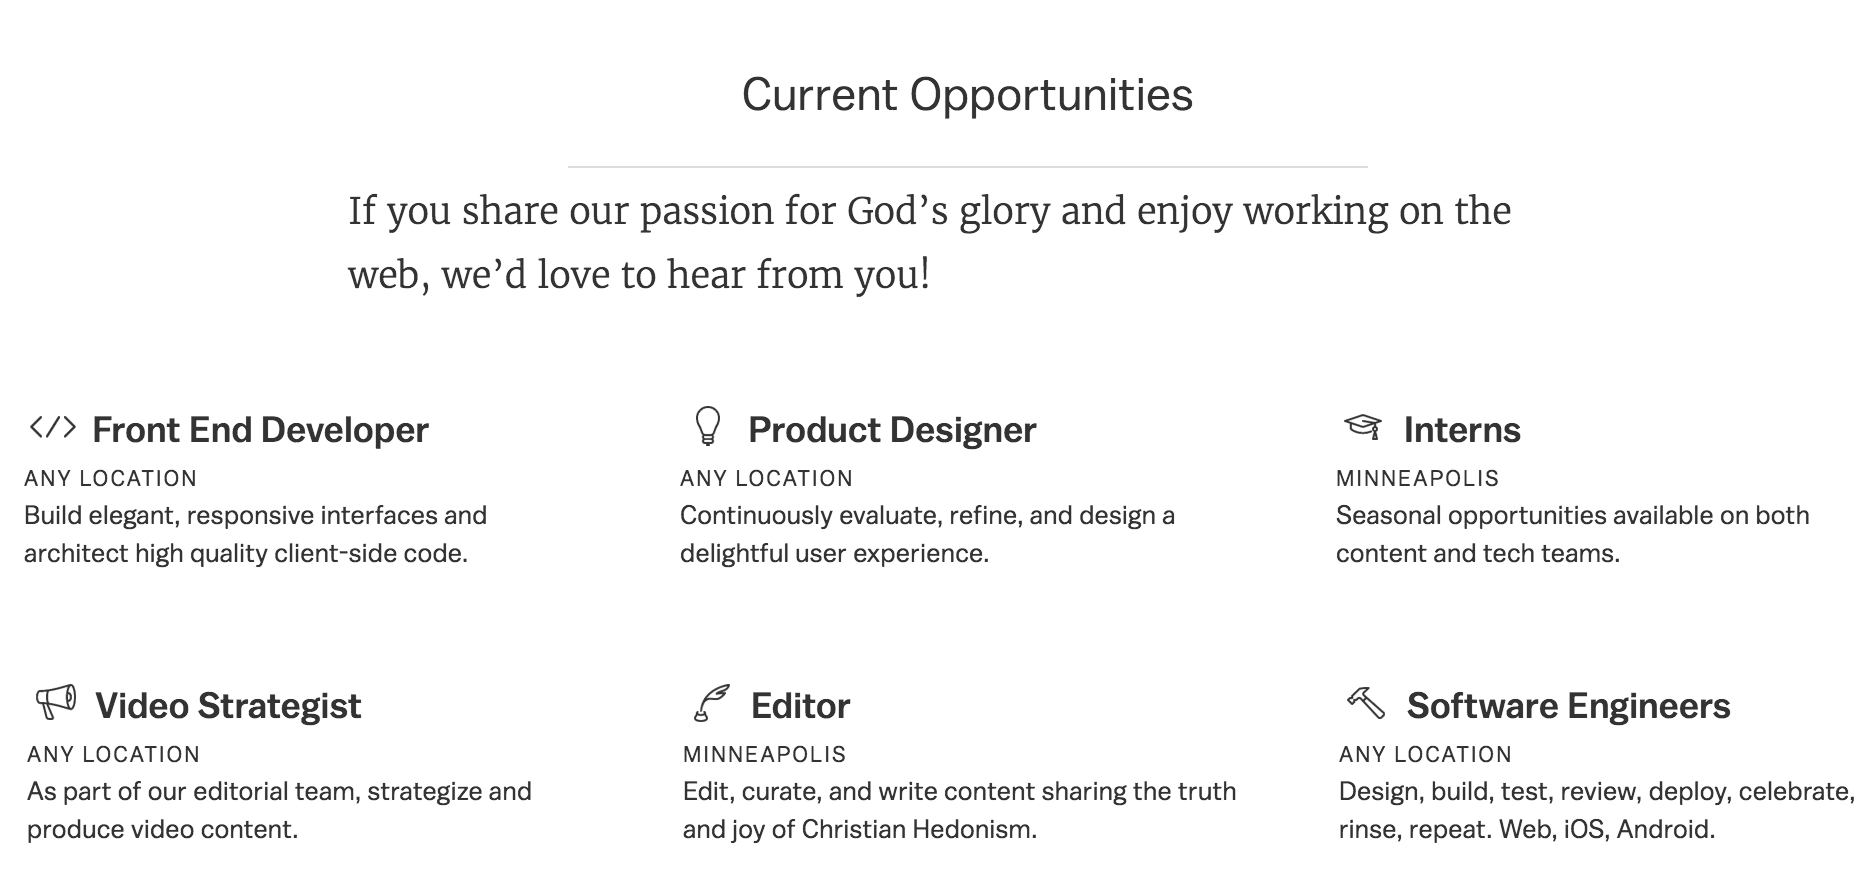 Current Opportunities
If you share our passion for God’s glory and enjoy working on the
web, we’d love to hear from you!
Front End Developer
ANY LOCATION
Build elegant, responsive interfaces and
architect high quality client-side code.
Product Designer
ANY LOCATION
Continuously evaluate, refine, and design a
delightful user experience.
Interns
MINNEAPOLIS
Seasonal opportunities available on both
content and tech teams.
Video Strategist
ANY LOCATION
As part of our editorial team, strategize and
produce video content.
Editor
MINNEAPOLIS
Edit, curate, and write content sharing the truth
and joy of Christian Hedonism.
Software Engineers
ANY LOCATION
Design, build, test, review, deploy, celebrate,
rinse, repeat. Web, iOS, Android.